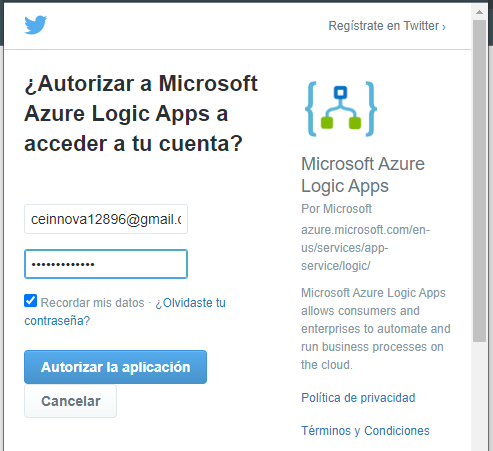 Regístrate en Twitter ›
¿Autorizar a Microsoft
Azure Logic Apps a
acceder a tu cuenta?
ceinnova12896@gmail.c
•••••••••••••
Recordar mis datos · ¿Olvidaste tu
contraseña?
Autorizar la aplicación
Cancelar
Microsoft Azure
Logic Apps
Por Microsoft
azure.microsoft.com/en-
us/services/app-
service/logic/
Microsoft Azure Logic Apps
allows consumers and
enterprises to automate and
run business processes on
the cloud.
Política de privacidad
Términos y Condiciones